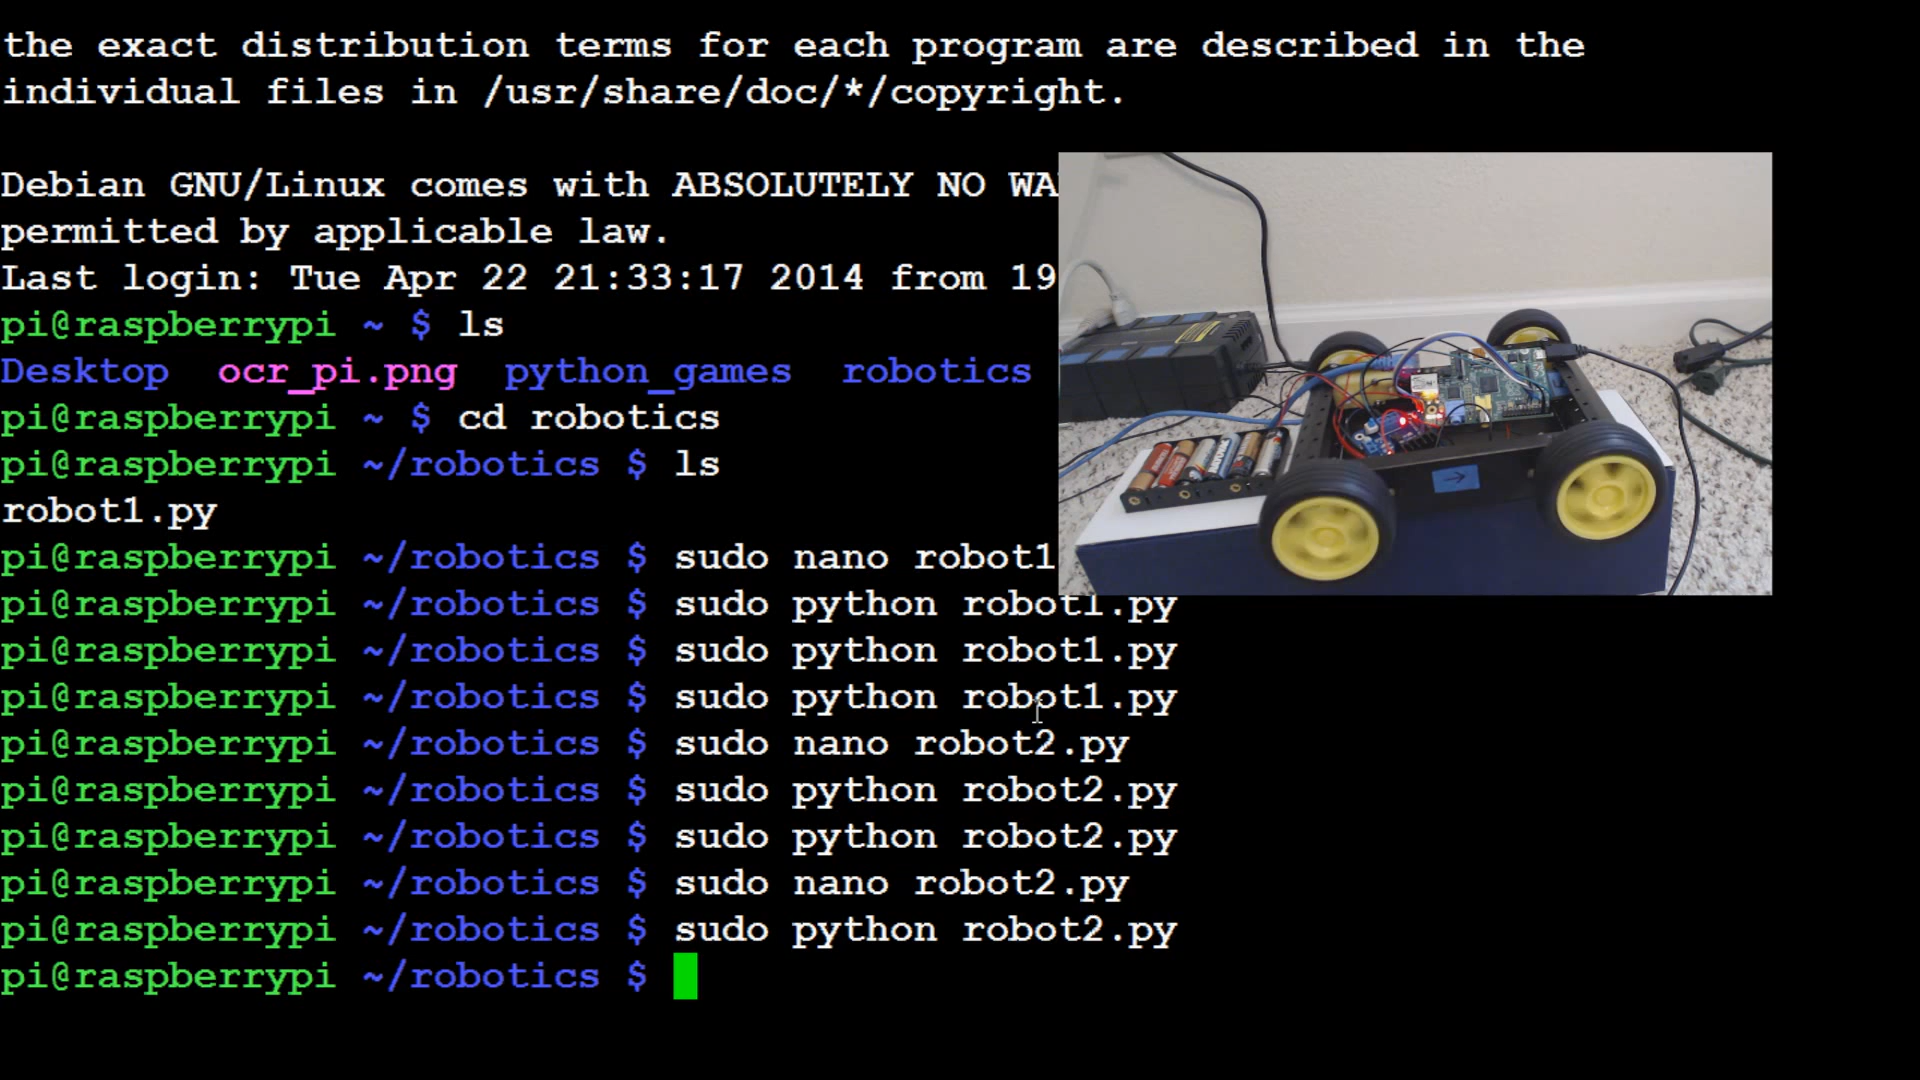 the exact distribution terms for each program are described in the
individual files in /usr/share/doc/*/copyright.
Debian GNU/Linux comes with ABSOLUTELY NO WA
permitted by applicable law.
Last login: Tue Apr 22 21:33:17 2014 from 19
pi@raspberrypi ~ $ ls
Desktop ocr_pi.png python_games robotics
pi@raspberrypi ~ $ cd robotics
pi@raspberrypi ~/robotics $ ls
robot1.py
pi@raspberrypi ~/robotics $ sudo nano robot1
pi@raspberrypi ~/robotics $ sudo python robot1.py
pi@raspberrypi ~/robotics $ sudo python robot1.py
pi@raspberrypi ~/robotics $ sudo python robot1.py
pi@raspberrypi ~/robotics $ sudo nano robot2.py
pi@raspberrypi ~/robotics $ sudo python robot2.py
pi@raspberrypi ~/robotics $ sudo python robot2.py
pi@raspberrypi ~/robotics $ sudo nano robot2.py
pi@raspberrypi ~/robotics $ sudo python robot2.py
pi@raspberrypi ~/robotics $